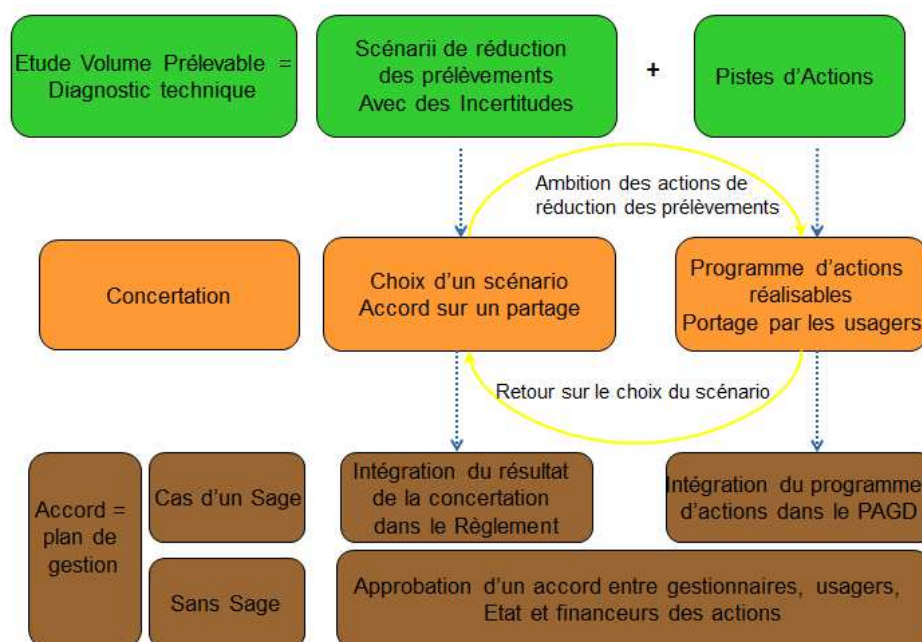 Etude Volume Prélevable =
Diagnostic technique
Scénarii de réduction
des prélèvements
Avec des Incertitudes
+
Pistes d'Actions
Ambition des actions de
réduction des prélèvements
Concertation
Choix d'un scénario
Accord sur un partage
Programme d'actions
réalisables
Portage par les usagers
Retour sur le choix du scénario
Accord =
plan de
gestion
Cas d'un Sage
Intégration du résultat
de la concertation
dans le Règlement
Intégration du programme
d'actions dans le PAGD
Sans Sage
Approbation d'un accord entre gestionnaires, usagers,
Etat et financeurs des actions